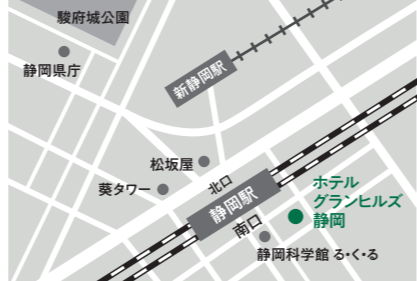 駿府城公園
静岡県庁
新静岡駅
松坂屋
葵タワー
北口
静岡駅
南口
ホテル
グランヒルズ
静岡
静岡科学館 る・く・る